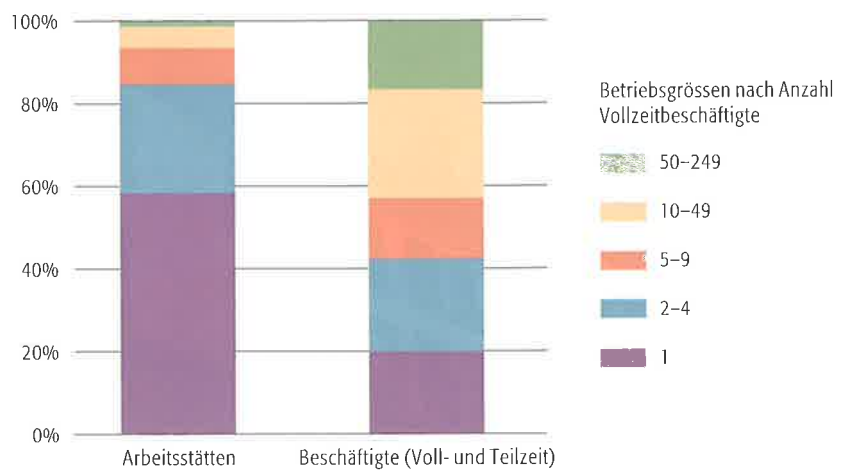 100%
80%
60%
40%
20%
0%
Arbeitsstätten
Beschäftigte (Voll- und Teilzeit)
Betriebsgrössen nach Anzahl
Vollzeitbeschäftigte
50–249
10–49
5–9
2–4
1